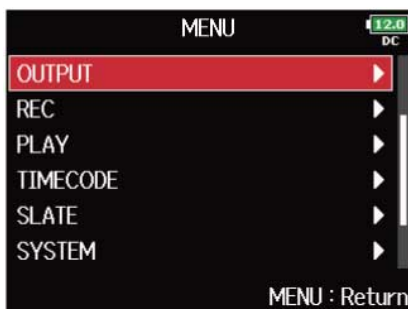 MENU
12.0
DC
OUTPUT
REC
PLAY
TIMECODE
SLATE
SYSTEM
MENU : Return